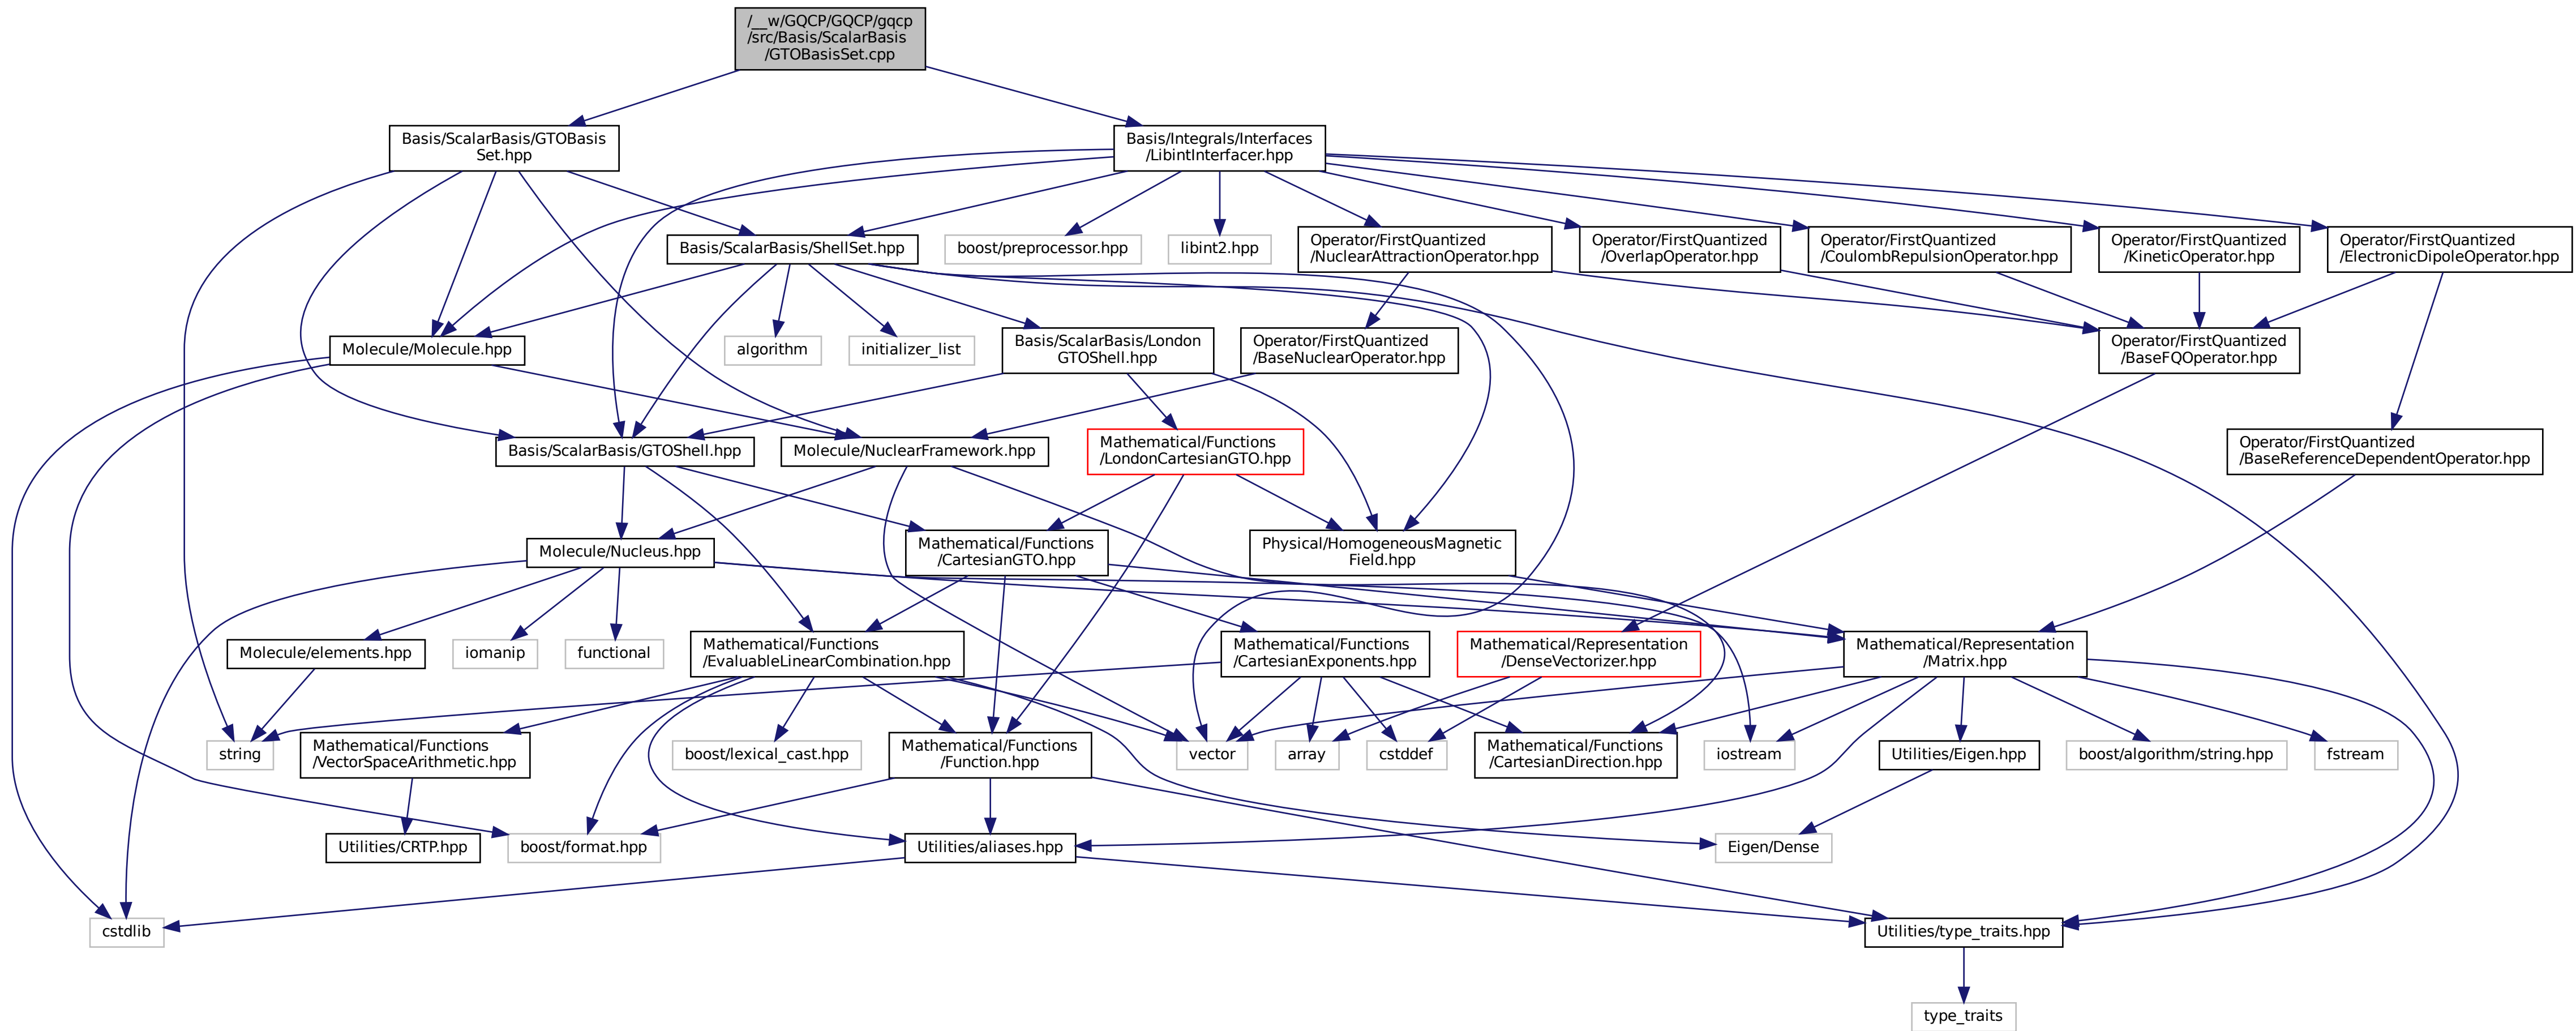 /__w/GQCP/GQCP/gqcp
/src/Basis/ScalarBasis
/GTOBasisSet.cpp
Basis/ScalarBasis/GTOBasis
Set.hpp
Basis/Integrals/Interfaces
/LibintInterfacer.hpp
Basis/ScalarBasis/ShellSet.hpp
boost/preprocessor.hpp
libint2.hpp
Operator/FirstQuantized
/NuclearAttractionOperator.hpp
Operator/FirstQuantized
/OverlapOperator.hpp
Operator/FirstQuantized
/CoulombRepulsionOperator.hpp
Operator/FirstQuantized
/KineticOperator.hpp
Operator/FirstQuantized
/ElectronicDipoleOperator.hpp
Molecule/Molecule.hpp
algorithm
initializer_list
Basis/ScalarBasis/London
GTOShell.hpp
Operator/FirstQuantized
/BaseNuclearOperator.hpp
Operator/FirstQuantized
/BaseFQOperator.hpp
Basis/ScalarBasis/GTOShell.hpp
Molecule/NuclearFramework.hpp
Mathematical/Functions
/LondonCartesianGTO.hpp
Operator/FirstQuantized
/BaseReferenceDependentOperator.hpp
Molecule/Nucleus.hpp
Mathematical/Functions
/CartesianGTO.hpp
Physical/HomogeneousMagnetic
Field.hpp
Molecule/elements.hpp
iomanip
functional
Mathematical/Functions
/EvaluableLinearCombination.hpp
Mathematical/Functions
/CartesianExponents.hpp
Mathematical/Representation
/DenseVectorizer.hpp
Mathematical/Representation
/Matrix.hpp
string
Mathematical/Functions
/VectorSpaceArithmetic.hpp
boost/lexical_cast.hpp
Mathematical/Functions
/Function.hpp
vector
array
cstddef
Mathematical/Functions
/CartesianDirection.hpp
iostream
Utilities/Eigen.hpp
boost/algorithm/string.hpp
fstream
Utilities/CRTP.hpp
boost/format.hpp
Utilities/aliases.hpp
Eigen/Dense
cstdlib
Utilities/type_traits.hpp
type_traits